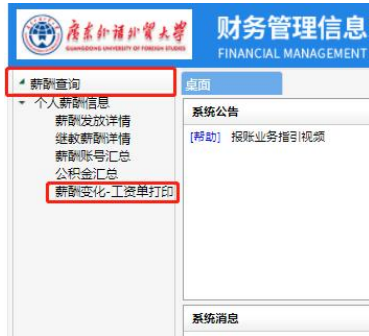 广东外语外贸大学
GUANGDONG UNIVERSITY OF FOREIGN STUDIES
财务管理信息
FINANCIAL MANAGEMENT
薪酬查询
个人薪酬信息
薪酬发放详情
继教薪酬详情
薪酬账号汇总
公积金汇总
薪酬变化-工资单打印
桌面
系统公告
[帮助] 报账业务指引视频
系统消息